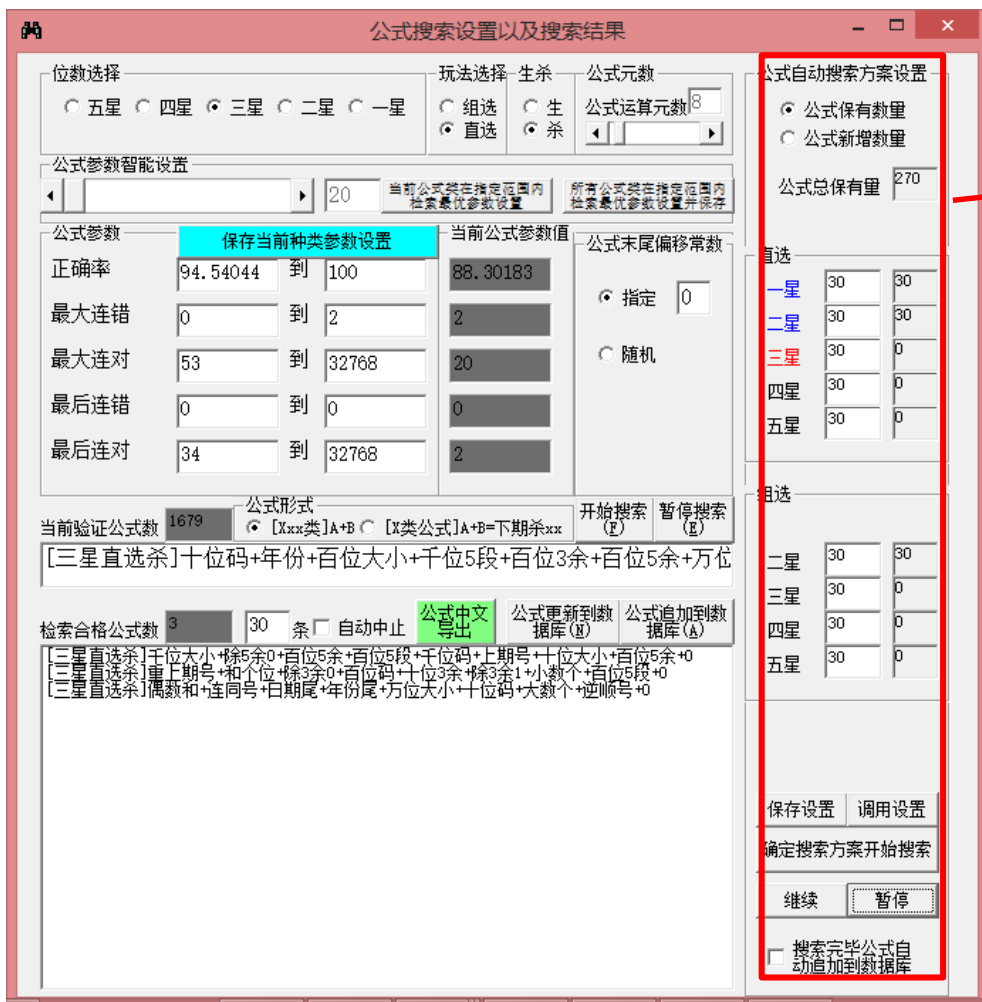 公式搜索设置以及搜索结果
位数选择
五星 四星 三星 二星 一星
玩法选择
组选
直选
生杀
生
杀
公式元数
公式运算元数 8
公式参数智能设置
20
当前公式类在指定范围内
检索最优参数设置
所有公式类在指定范围内
检索最优参数设置并保存
公式参数
保存当前种类参数设置
当前公式参数值
正确率 94.54044 到 100 88.30183
最大连错 0 到 2 2
最大连对 53 到 32768 20
最后连错 0 到 0 0
最后连对 34 到 32768 2
公式末尾偏移常数
指定 0
随机
当前验证公式数 1679
公式形式
[Xxx类]A+B [X类公式]A+B=下期杀xx
开始搜索
(F)
暂停搜索
(E)
[三星直选杀]十位码+年份+百位大小+千位5段+百位3余+百位5余+万位
检索合格公式数 3 30 条 自动中止
公式中文
导出
公式更新到数
据库(N)
公式追加到数
据库(A)
[三星直选杀]千位大小+除5余0+百位5余+百位5段+千位码+上期号+十位大小+百位5余+0
[三星直选杀]重上期号+和个位+除3余0+百位码+十位3余+除3余1+小数个+百位5段+0
[三星直选杀]偶数和+连同号+日期尾+年份尾+万位大小+十位码+大数个+逆顺号+0
公式自动搜索方案设置
公式保有数量
公式新增数量
公式总保有量 270
直选
一星 30 30
二星 30 30
三星 30 0
四星 30 0
五星 30 0
组选
二星 30 30
三星 30 0
四星 30 0
五星 30 0
保存设置 调用设置
确定搜索方案开始搜索
继续 暂停
搜索完毕公式自
动追加到数据库